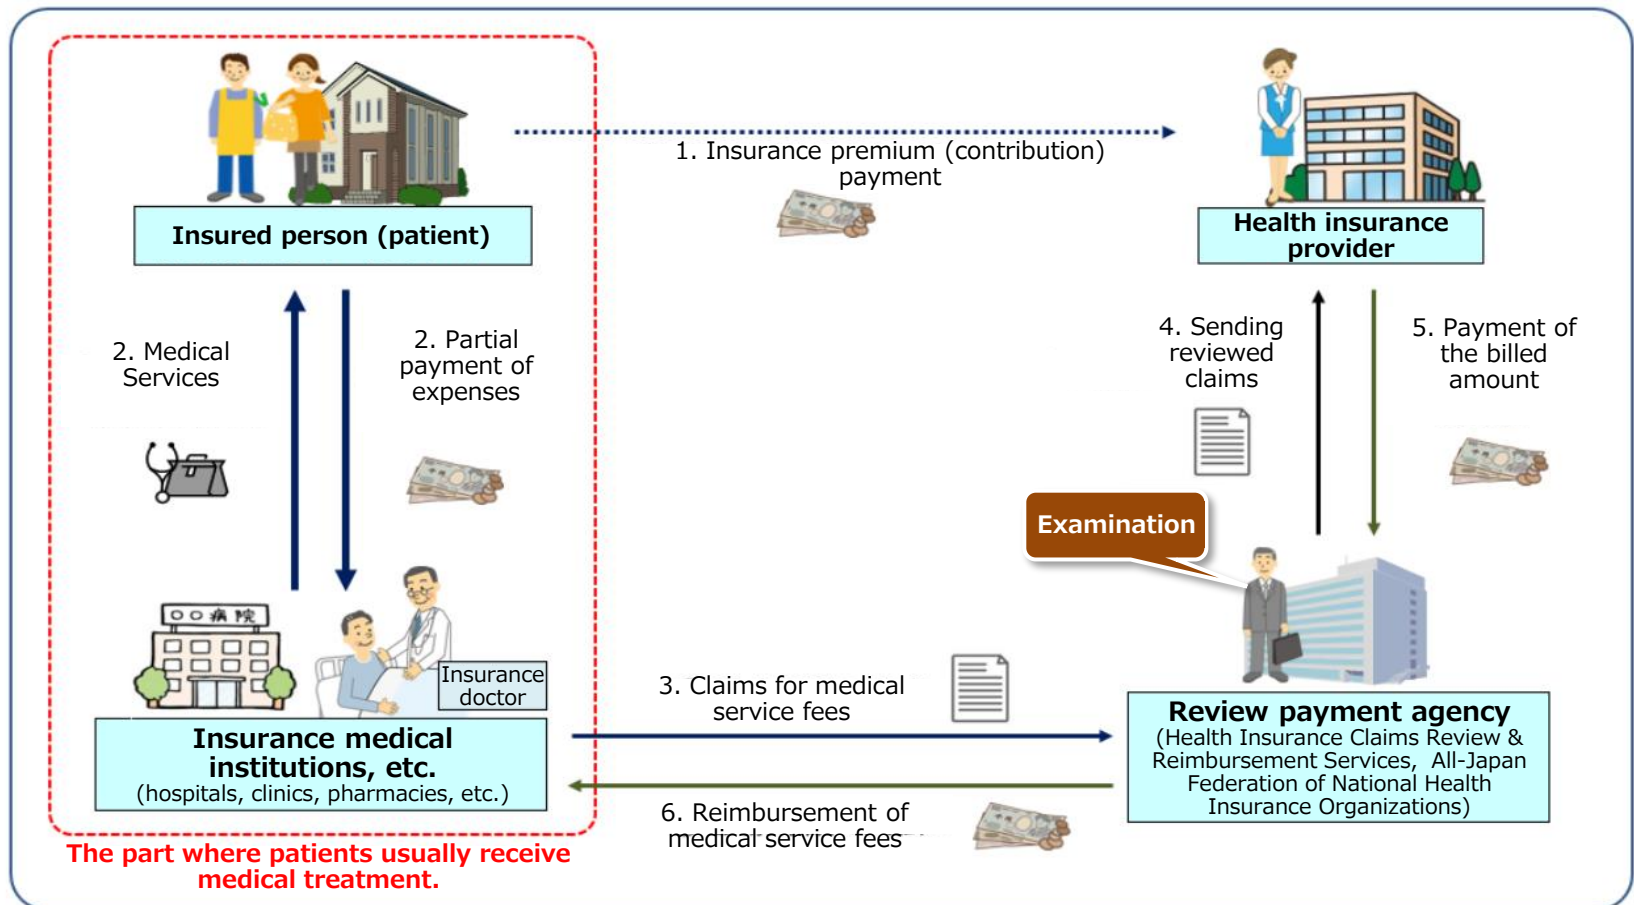 1. Insurance premium (contribution)
payment
Insured person (patient)
Health insurance
provider
2. Medical
Services
2. Partial
payment of
expenses
4. Sending
reviewed
claims
5. Payment of
the billed
amount
Examination
〇〇病院
Insurance
doctor
3. Claims for medical
service fees
Insurance medical
institutions, etc.
(hospitals, clinics, pharmacies, etc.)
Review payment agency
(Health Insurance Claims Review &
Reimbursement Services, All-Japan
Federation of National Health
Insurance Organizations)
6. Reimbursement of
medical service fees
The part where patients usually receive
medical treatment.